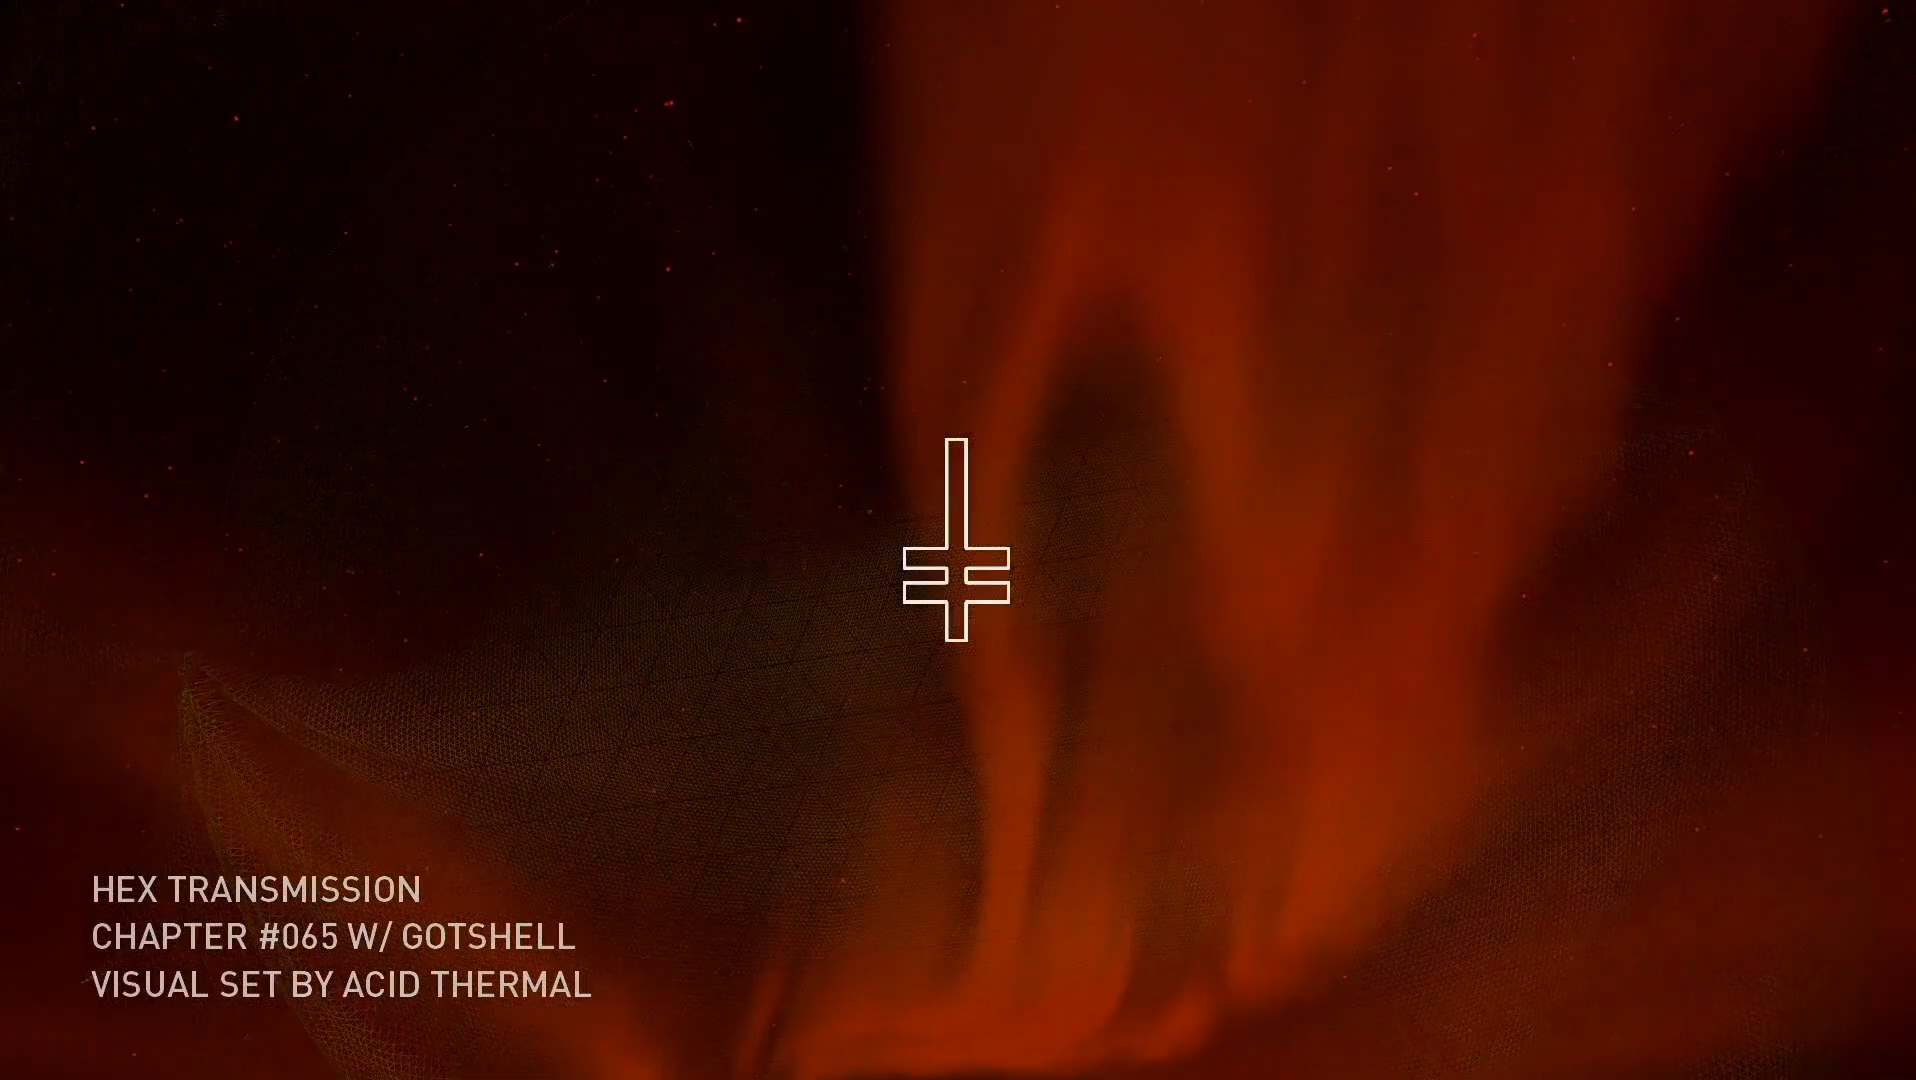 HEX TRANSMISSION
CHAPTER #065 W/ GOTSHELL
VISUAL SET BY ACID THERMAL